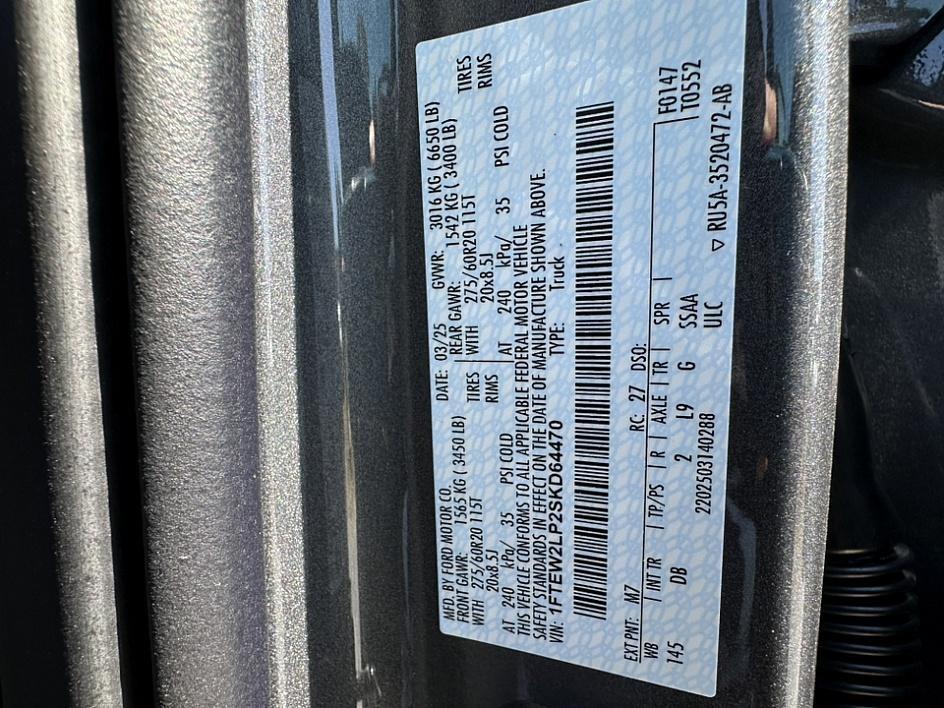 MFD. BY FORD MOTOR CO.
DATE: 03/25 GVWR: 3016 KG ( 6650 LB)
FRONT GAWR: 1565 KG ( 3450 LB) REAR GAWR: 1542 KG ( 3400 LB)
WITH 275/60R20 115T TIRES WITH 275/60R20 115T TIRES
20x8.5J RIMS 20x8.5J RIMS
AT 240 kPa/ 35 PSI COLD AT 240 kPa/ 35 PSI COLD
THIS VEHICLE CONFORMS TO ALL APPLICABLE FEDERAL MOTOR VEHICLE
SAFETY STANDARDS IN EFFECT ON THE DATE OF MANUFACTURE SHOWN ABOVE.
VIN: 1FTEW2LP2SKD64470 TYPE: Truck
F0147
EXT PNT: M7 RC: 27 DSO: T0552
WB INT TR TP/PS R AXLE TR SPR
145 DB 2 L9 G SSAA
2202503140288 ULC
▽ RU5A-3520472-AB